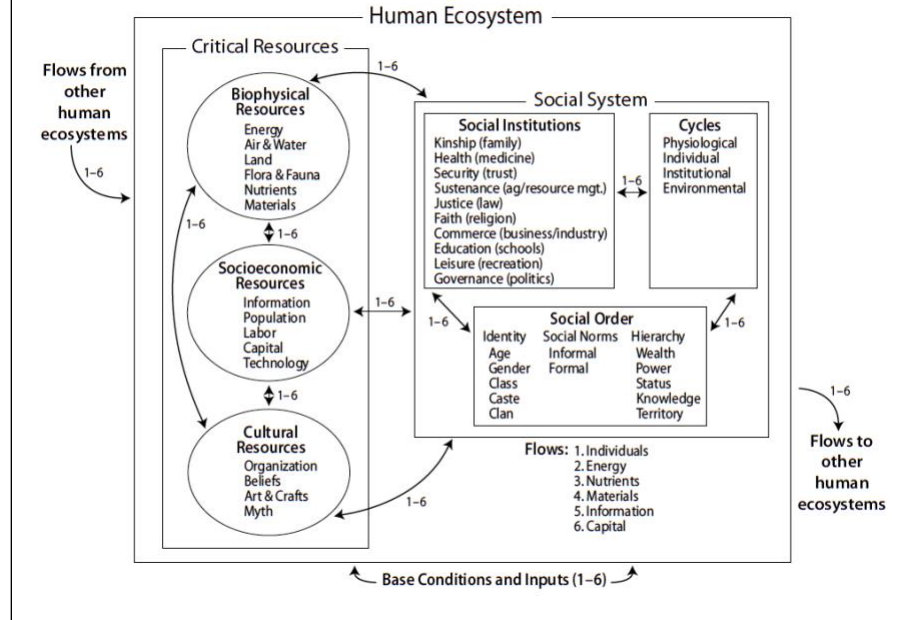 Human Ecosystem
Critical Resources
Flows from
other
human
ecosystems
1–6
Biophysical
Resources
Energy
Air & Water
Land
Flora & Fauna
Nutrients
Materials
1–6
1–6
1–6
Socioeconomic
Resources
Information
Population
Labor
Capital
Technology
1–6
1–6
Cultural
Resources
Organization
Beliefs
Art & Crafts
Myth
1–6
Social System
Social Institutions
Kinship (family)
Health (medicine)
Security (trust)
Sustenance (ag/resource mgt.)
Justice (law)
Faith (religion)
Commerce (business/industry)
Education (schools)
Leisure (recreation)
Governance (politics)
1–6
Cycles
Physiological
Individual
Institutional
Environmental
1–6
1–6
Social Order
Identity Social Norms Hierarchy
Age Informal Wealth
Gender Formal Power
Class Status
Caste Knowledge
Clan Territory
Flows: 1. Individuals
2. Energy
3. Nutrients
4. Materials
5. Information
6. Capital
1–6
Flows to
other
human
ecosystems
Base Conditions and Inputs (1–6)